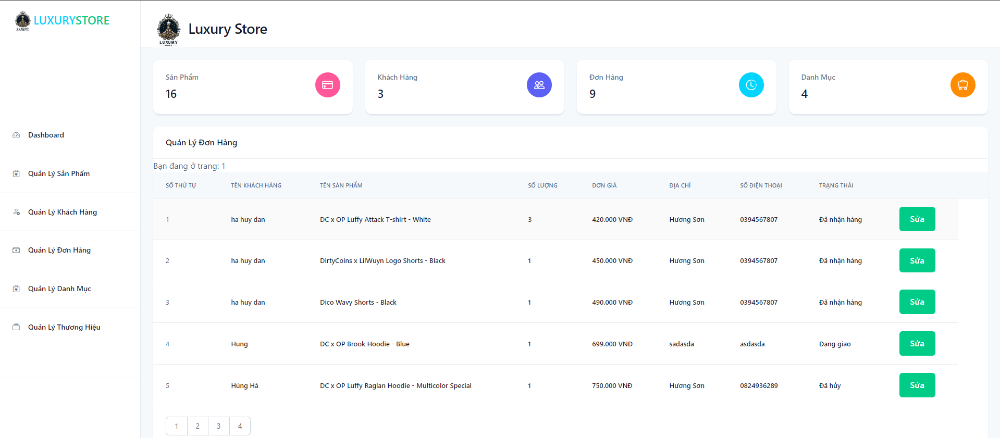 LUXURY
STORE
LUXURYSTORE
LUXURY
STORE
Luxury Store
Dashboard
Quản Lý Sản Phẩm
Quản Lý Khách Hàng
Quản Lý Đơn Hàng
Quản Lý Danh Mục
Quản Lý Thương Hiệu
Sản Phẩm
16
Khách Hàng
3
Đơn Hàng
9
Danh Mục
4
Quản Lý Đơn Hàng
Bạn đang ở trang: 1
SỐ THỨ TỰ TÊN KHÁCH HÀNG TÊN SẢN PHẨM SỐ LƯỢNG ĐƠN GIÁ ĐỊA CHỈ SỐ ĐIỆN THOẠI TRẠNG THÁI
1 ha huy dan DC x OP Luffy Attack T-shirt - White 3 420.000 VNĐ Hương Sơn 0394567807 Đã nhận hàng Sửa
2 ha huy dan DirtyCoins x LilWuyn Logo Shorts - Black 1 450.000 VNĐ Hương Sơn 0394567807 Đã nhận hàng Sửa
3 ha huy dan Dico Wavy Shorts - Black 1 490.000 VNĐ Hương Sơn 0394567807 Đã nhận hàng Sửa
4 Hung DC x OP Brook Hoodie - Blue 1 699.000 VNĐ sadasda asdasda Đang giao Sửa
5 Hùng Hà DC x OP Luffy Raglan Hoodie - Multicolor Special 1 750.000 VNĐ Hương Sơn 0824936289 Đã hủy Sửa
1 2 3 4